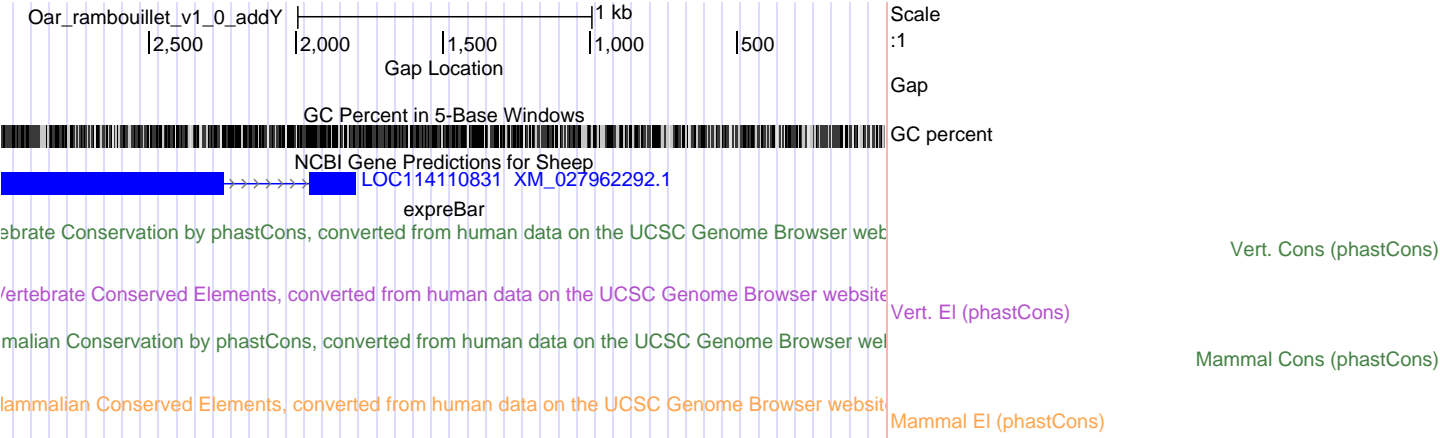 Oar_rambouillet_v1_0_addY 1 kb Scale
2,500 2,000 1,500 1,000 500 :1
Gap Location
Gap
GC Percent in 5-Base Windows
GC percent
NCBI Gene Predictions for Sheep
LOC114110831 XM_027962292.1
expreBar
ebrate Conservation by phastCons, converted from human data on the UCSC Genome Browser web
Vert. Cons (phastCons)
Vertebrate Conserved Elements, converted from human data on the UCSC Genome Browser website
Vert. El (phastCons)
malian Conservation by phastCons, converted from human data on the UCSC Genome Browser we
Mammal Cons (phastCons)
ammalian Conserved Elements, converted from human data on the UCSC Genome Browser websit
Mammal El (phastCons)